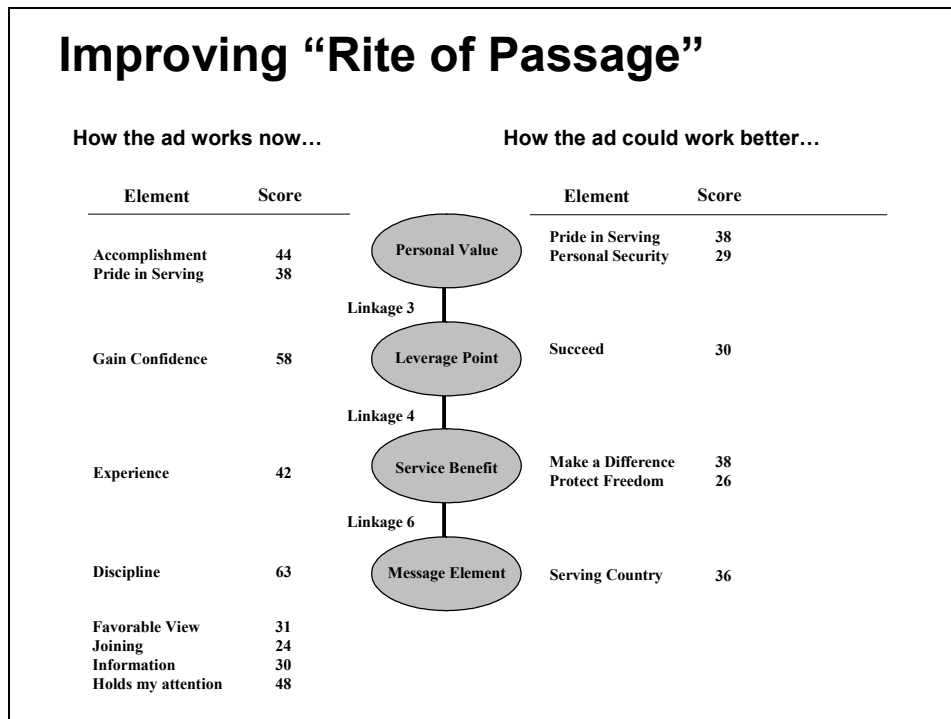 Improving “Rite of Passage”
How the ad works now…
How the ad could work better…
Element Score
Accomplishment 44
Pride in Serving 38
Gain Confidence 58
Experience 42
Discipline 63
Favorable View 31
Joining 24
Information 30
Holds my attention 48
Personal Value
Linkage 3
Leverage Point
Linkage 4
Service Benefit
Linkage 6
Message Element
Element Score
Pride in Serving 38
Personal Security 29
Succeed 30
Make a Difference 38
Protect Freedom 26
Serving Country 36